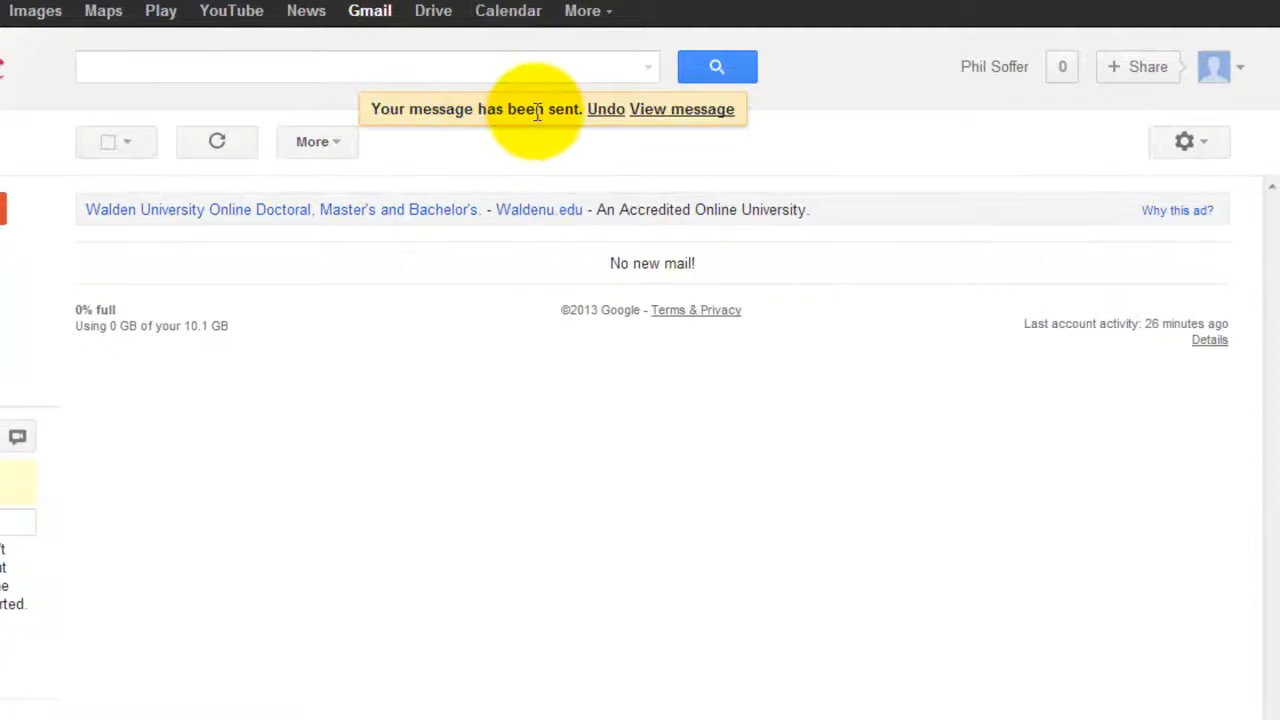 Images Maps Play YouTube News Gmail Drive Calendar More
Phil Soffer 0 + Share
Your message has been sent. Undo View message
More
Walden University Online Doctoral, Master's and Bachelor's. - Waldenu.edu - An Accredited Online University. Why this ad?
No new mail!
0% full
Using 0 GB of your 10.1 GB
©2013 Google - Terms & Privacy
Last account activity: 26 minutes ago
Details
rted.